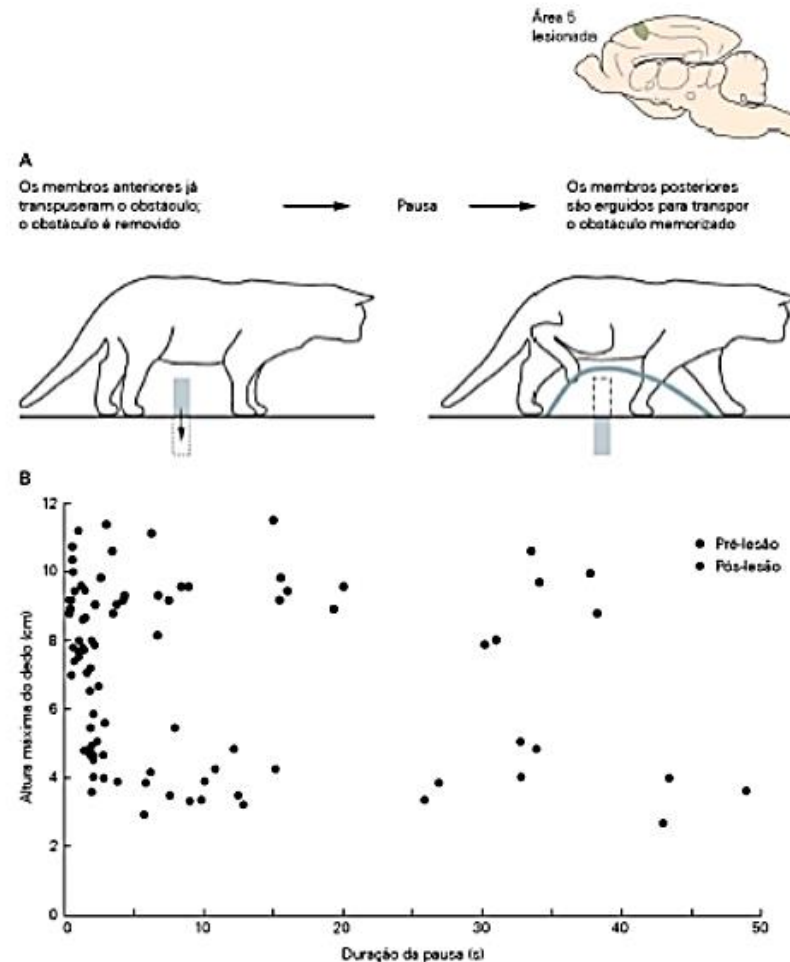 Área 5
lesionada
A
Os membros anteriores já
transpuseram o obstáculo;
o obstáculo é removido
Pausa
Os membros posteriores
são erguidos para transpor
o obstáculo memorizado
B
12
10
8
6
4
2
0
Altura máxima do dedo (cm)
Pré-lesão
Pós-lesão
0
10
20
30
40
50
Duração da pausa (s)